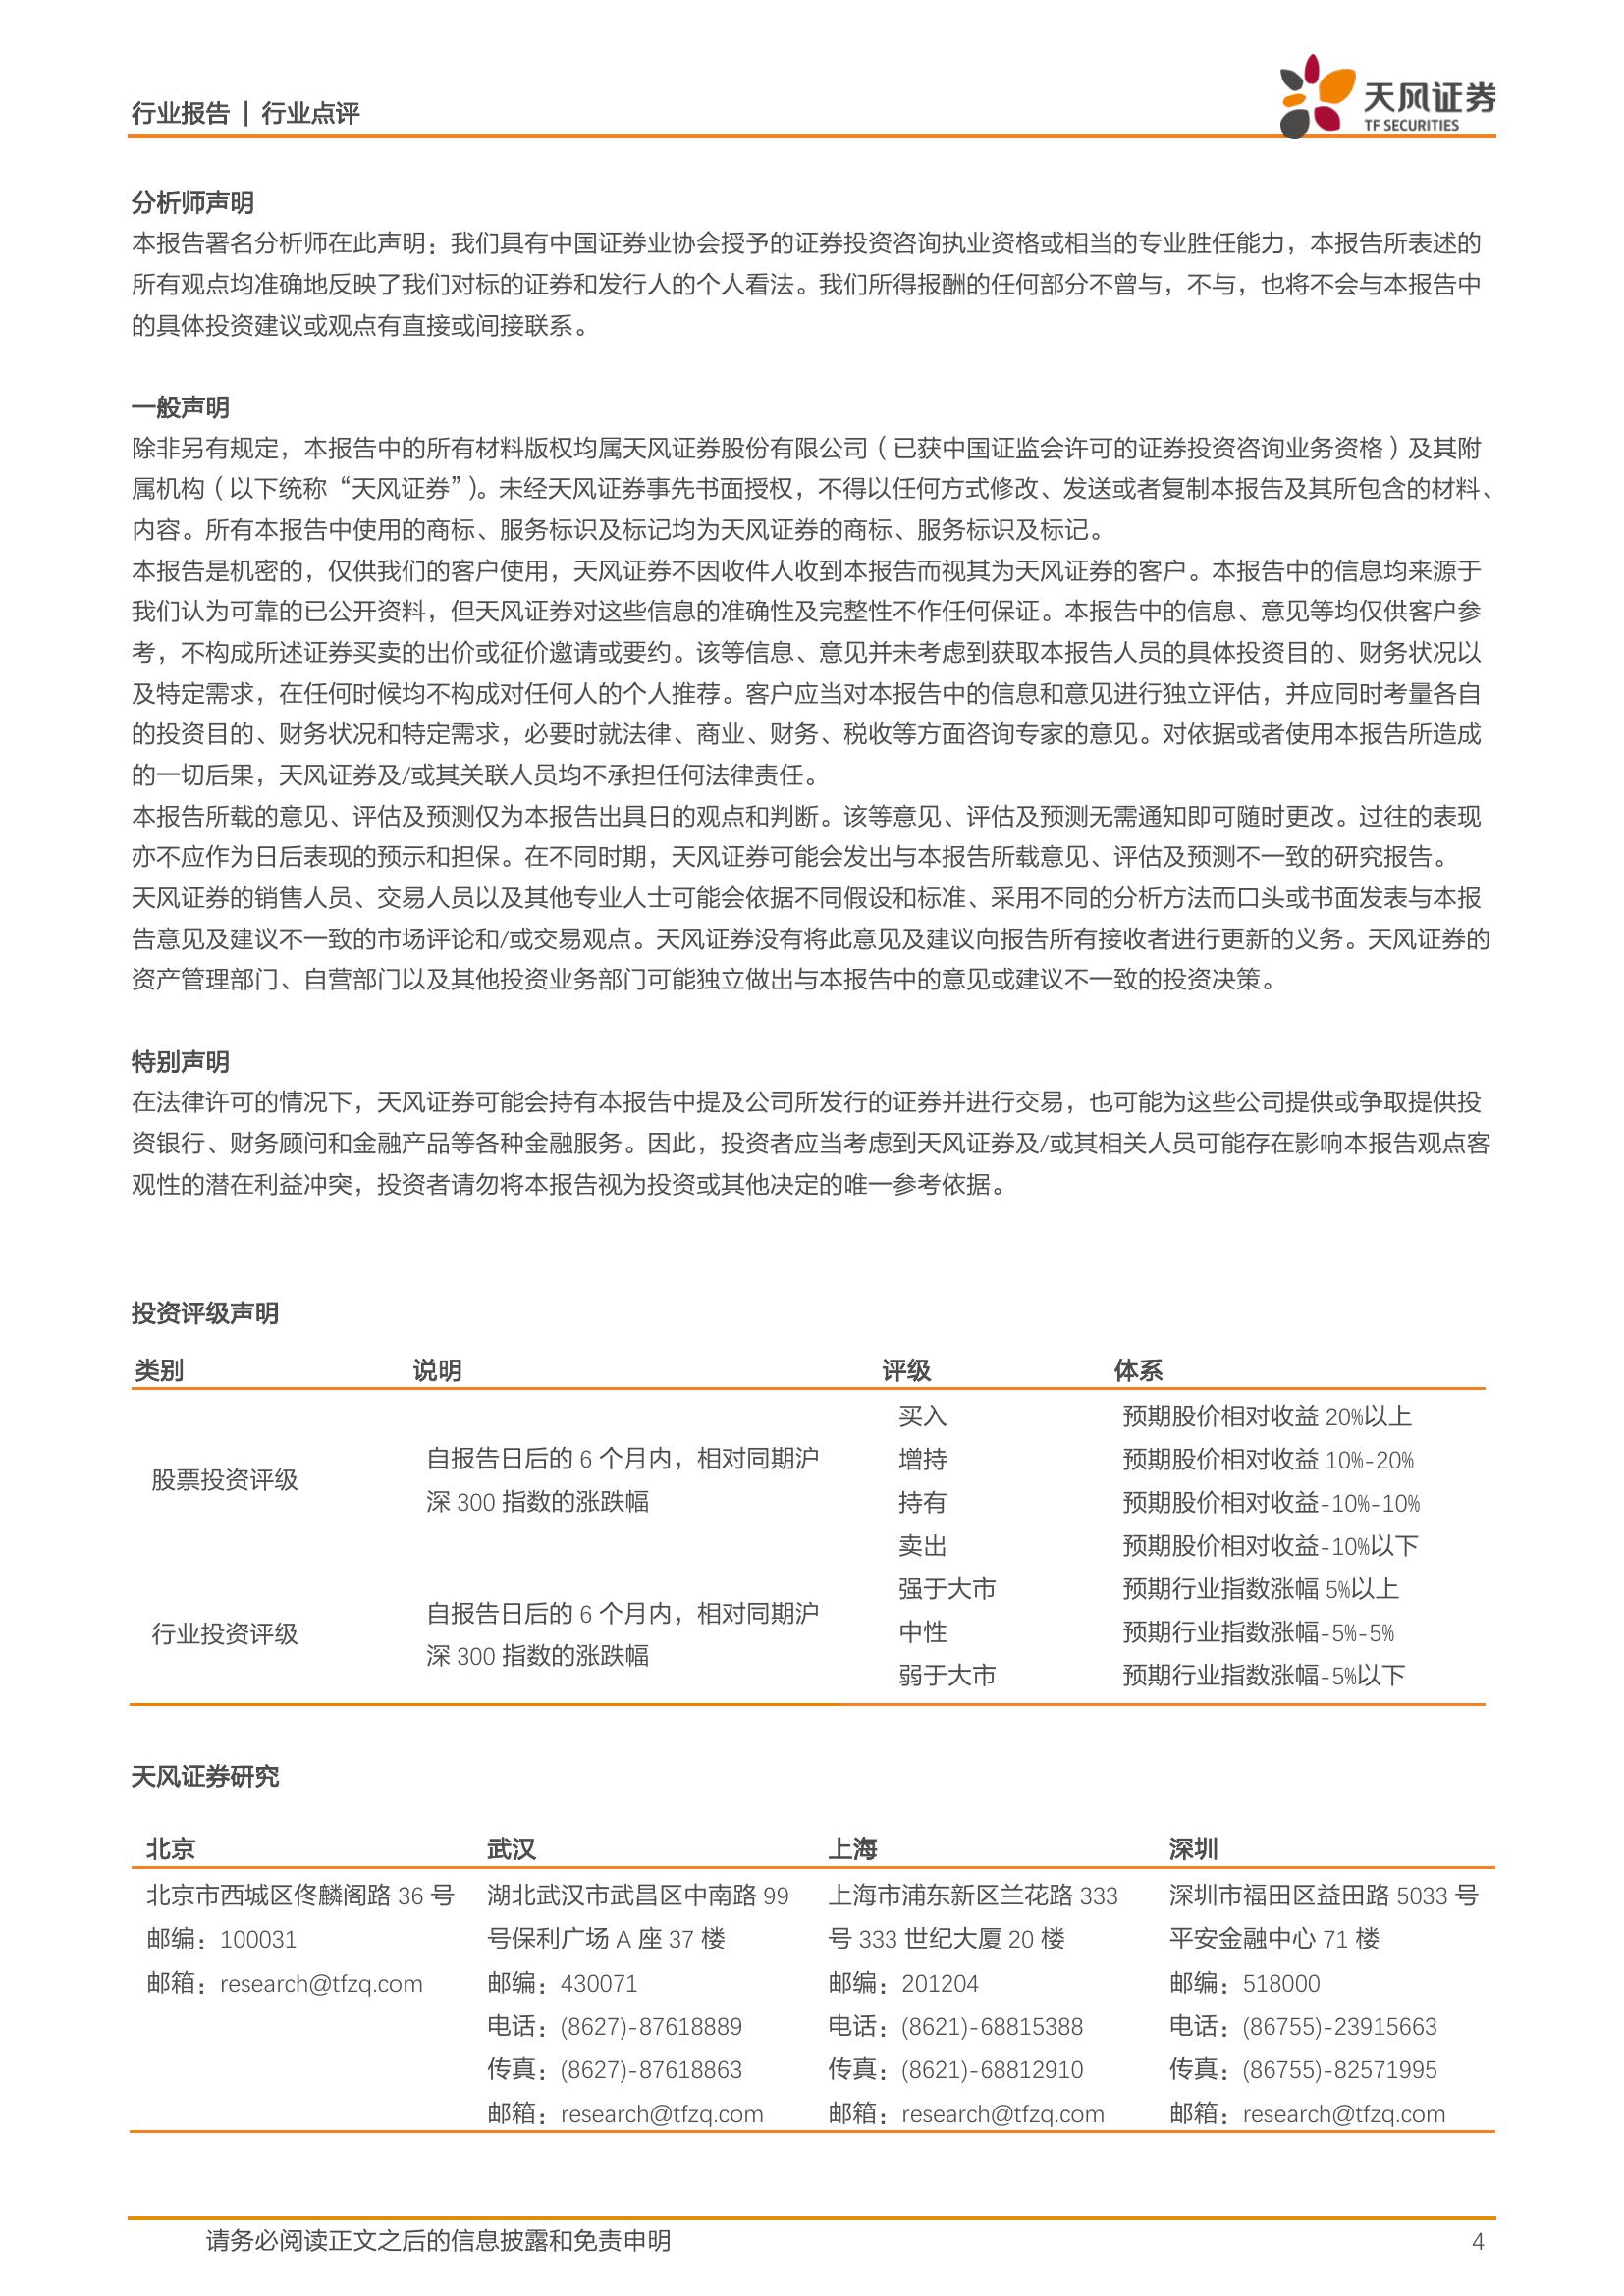 行业报告 | 行业点评
天风证券
TF SECURITIES
分析师声明
本报告署名分析师在此声明：我们具有中国证券业协会授予的证券投资咨询执业资格或相当的专业胜任能力，本报告所表述的
所有观点均准确地反映了我们对标的证券和发行人的个人看法。我们所得报酬的任何部分不曾与，不与，也将不会与本报告中
的具体投资建议或观点有直接或间接联系。
一般声明
除非另有规定，本报告中的所有材料版权均属天风证券股份有限公司（已获中国证监会许可的证券投资咨询业务资格）及其附
属机构（以下统称“天风证券”）。未经天风证券事先书面授权，不得以任何方式修改、发送或者复制本报告及其所包含的材料、
内容。所有本报告中使用的商标、服务标识及标记均为天风证券的商标、服务标识及标记。
本报告是机密的，仅供我们的客户使用，天风证券不因收件人收到本报告而视其为天风证券的客户。本报告中的信息均来源于
我们认为可靠的已公开资料，但天风证券对这些信息的准确性及完整性不作任何保证。本报告中的信息、意见等均仅供客户参
考，不构成所述证券买卖的出价或征价邀请或要约。该等信息、意见并未考虑到获取本报告人员的具体投资目的、财务状况以
及特定需求，在任何时候均不构成对任何人的个人推荐。客户应当对本报告中的信息和意见进行独立评估，并应同时考量各自
的投资目的、财务状况和特定需求，必要时就法律、商业、财务、税收等方面咨询专家的意见。对依据或者使用本报告所造成
的一切后果，天风证券及/或其关联人员均不承担任何法律责任。
本报告所载的意见、评估及预测仅为本报告出具日的观点和判断。该等意见、评估及预测无需通知即可随时更改。过往的表现
亦不应作为日后表现的预示和担保。在不同时期，天风证券可能会发出与本报告所载意见、评估及预测不一致的研究报告。
天风证券的销售人员、交易人员以及其他专业人士可能会依据不同假设和标准、采用不同的分析方法而口头或书面发表与本报
告意见及建议不一致的市场评论和/或交易观点。天风证券没有将此意见及建议向报告所有接收者进行更新的义务。天风证券的
资产管理部门、自营部门以及其他投资业务部门可能独立做出与本报告中的意见或建议不一致的投资决策。
特别声明
在法律许可的情况下，天风证券可能会持有本报告中提及公司所发行的证券并进行交易，也可能为这些公司提供或争取提供投
资银行、财务顾问和金融产品等各种金融服务。因此，投资者应当考虑到天风证券及/或其相关人员可能存在影响本报告观点客
观性的潜在利益冲突，投资者请勿将本报告视为投资或其他决定的唯一参考依据。
投资评级声明
类别 说明 评级 体系
股票投资评级
自报告日后的 6 个月内，相对同期沪
深 300 指数的涨跌幅
买入 预期股价相对收益 20%以上
增持 预期股价相对收益 10%-20%
持有 预期股价相对收益-10%-10%
卖出 预期股价相对收益-10%以下
行业投资评级
自报告日后的 6 个月内，相对同期沪
深 300 指数的涨跌幅
强于大市 预期行业指数涨幅 5%以上
中性 预期行业指数涨幅-5%-5%
弱于大市 预期行业指数涨幅-5%以下
天风证券研究
北京 武汉 上海 深圳
北京市西城区佟麟阁路 36 号
邮编：100031
邮箱：research@tfzq.com
湖北武汉市武昌区中南路 99
号保利广场 A 座 37 楼
邮编：430071
电话：(8627)-87618889
传真：(8627)-87618863
邮箱：research@tfzq.com
上海市浦东新区兰花路 333
号 333 世纪大厦 20 楼
邮编：201204
电话：(8621)-68815388
传真：(8621)-68812910
邮箱：research@tfzq.com
深圳市福田区益田路 5033 号
平安金融中心 71 楼
邮编：518000
电话：(86755)-23915663
传真：(86755)-82571995
邮箱：research@tfzq.com
请务必阅读正文之后的信息披露和免责申明 4